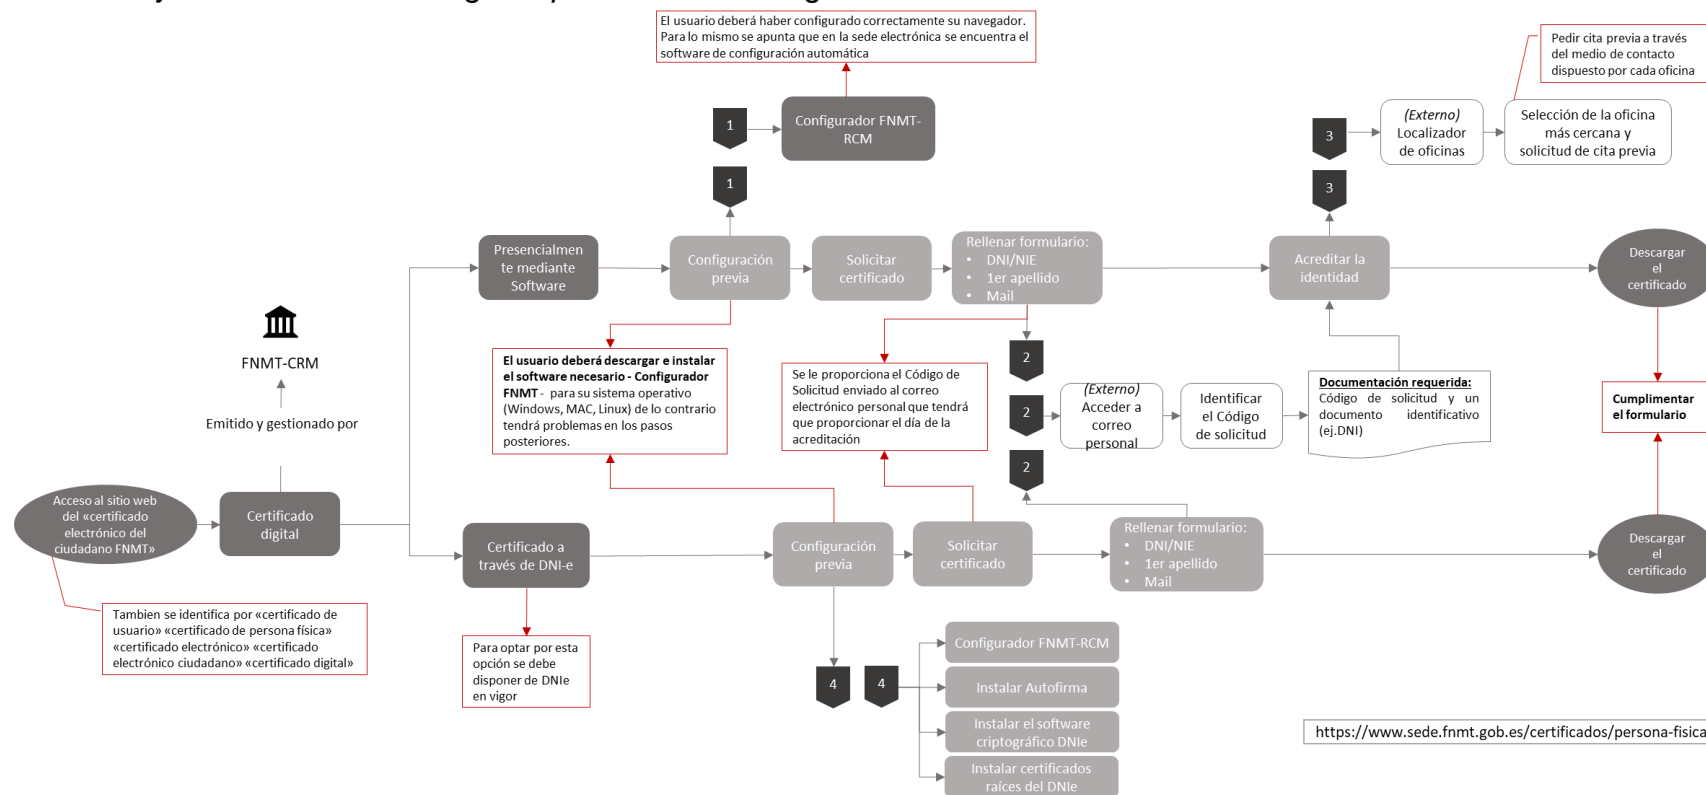 El usuario deberá haber configurado correctamente su navegador.
Para lo mismo se apunta que en la sede electrónica se encuentra el
software de configuración automática
Pedir cita previa a través
del medio de contacto
dispuesto por cada oficina
1
Configurador FNMT-
RCM
3
(Externo)
Localizador
de oficinas
Selección de la oficina
más cercana y
solicitud de cita previa
1
3
Presencialmen
te mediante
Software
Configuración
previa
Solicitar
certificado
Rellenar formulario:
• DNI/NIE
• 1er apellido
• Mail
Acreditar la
identidad
Descargar
el
certificado
FNMT-CRM
Emitido y gestionado por
El usuario deberá descargar e instalar
el software necesario - Configurador
FNMT - para su sistema operativo
(Windows, MAC, Linux) de lo contrario
tendrá problemas en los pasos
posteriores.
Se le proporciona el Código de
Solicitud enviado al correo
electrónico personal que tendrá
que proporcionar el día de la
acreditación
2
2
(Externo)
Acceder a
correo
personal
Identificar
el Código
de solicitud
Documentación requerida:
Código de solicitud y un
documento identificativo
(ej.DNI)
Cumplimentar
el formulario
2
Acceso al sitio web
del «certificado
electrónico del
ciudadano FNMT»
Certificado
digital
Certificado a
través de DNI-e
Configuración
previa
Solicitar
certificado
Rellenar formulario:
• DNI/NIE
• 1er apellido
• Mail
Descargar
el
certificado
Tambien se identifica por «certificado de
usuario» «certificado de persona física»
«certificado electrónico» «certificado
electrónico ciudadano» «certificado digital»
Para optar por esta
opción se debe
disponer de DNIe
en vigor
4
4
Configurador FNMT-RCM
Instalar Autofirma
Instalar el software
criptográfico DNIe
Instalar certificados
raíces del DNIe
https://www.sede.fnmt.gob.es/certificados/persona-fisica